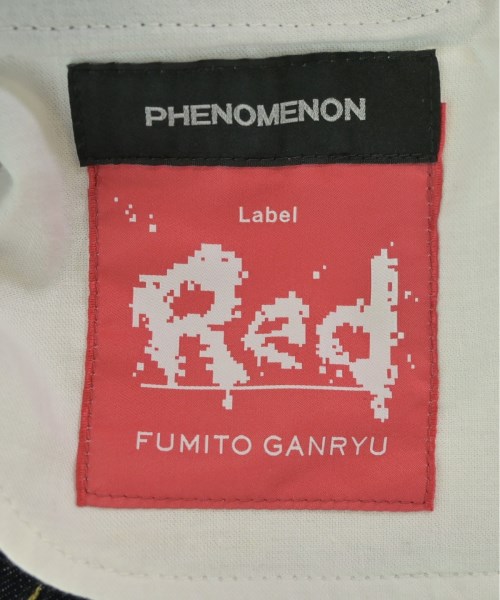 PHENOMENON
Label
Red
FUMITO GANRYU